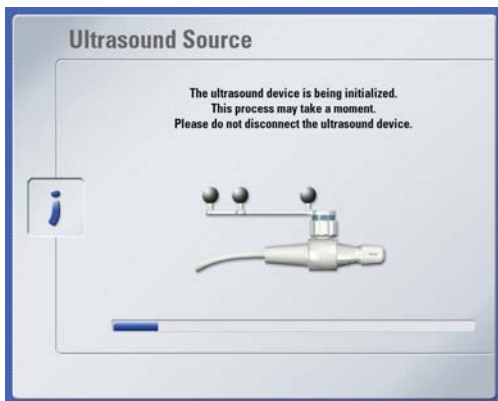 Ultrasound Source
The ultrasound device is being initialized.
This process may take a moment.
Please do not disconnect the ultrasound device.
i